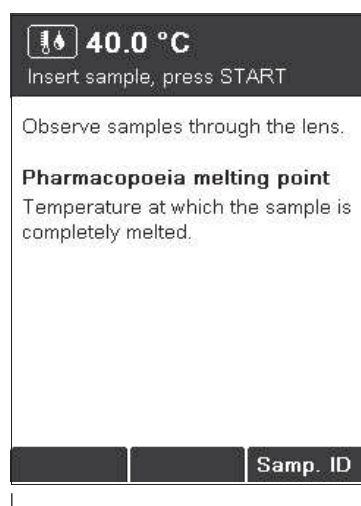 40.0 °C
Insert sample, press START
Observe samples through the lens.
Pharmacopoeia melting point
Temperature at which the sample is
completely melted.
Samp. ID